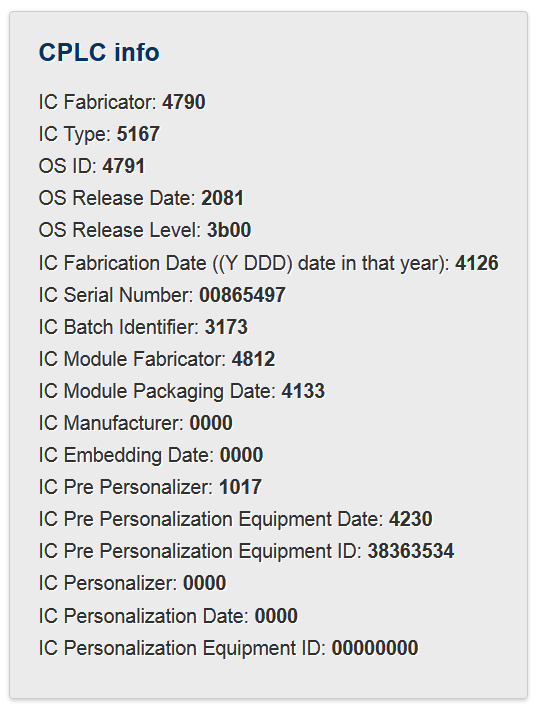 CPLC info
IC Fabricator: 4790
IC Type: 5167
OS ID: 4791
OS Release Date: 2081
OS Release Level: 3b00
IC Fabrication Date ((Y DDD) date in that year): 4126
IC Serial Number: 00865497
IC Batch Identifier: 3173
IC Module Fabricator: 4812
IC Module Packaging Date: 4133
IC Manufacturer: 0000
IC Embedding Date: 0000
IC Pre Personalizer: 1017
IC Pre Personalization Equipment Date: 4230
IC Pre Personalization Equipment ID: 38363534
IC Personalizer: 0000
IC Personalization Date: 0000
IC Personalization Equipment ID: 00000000